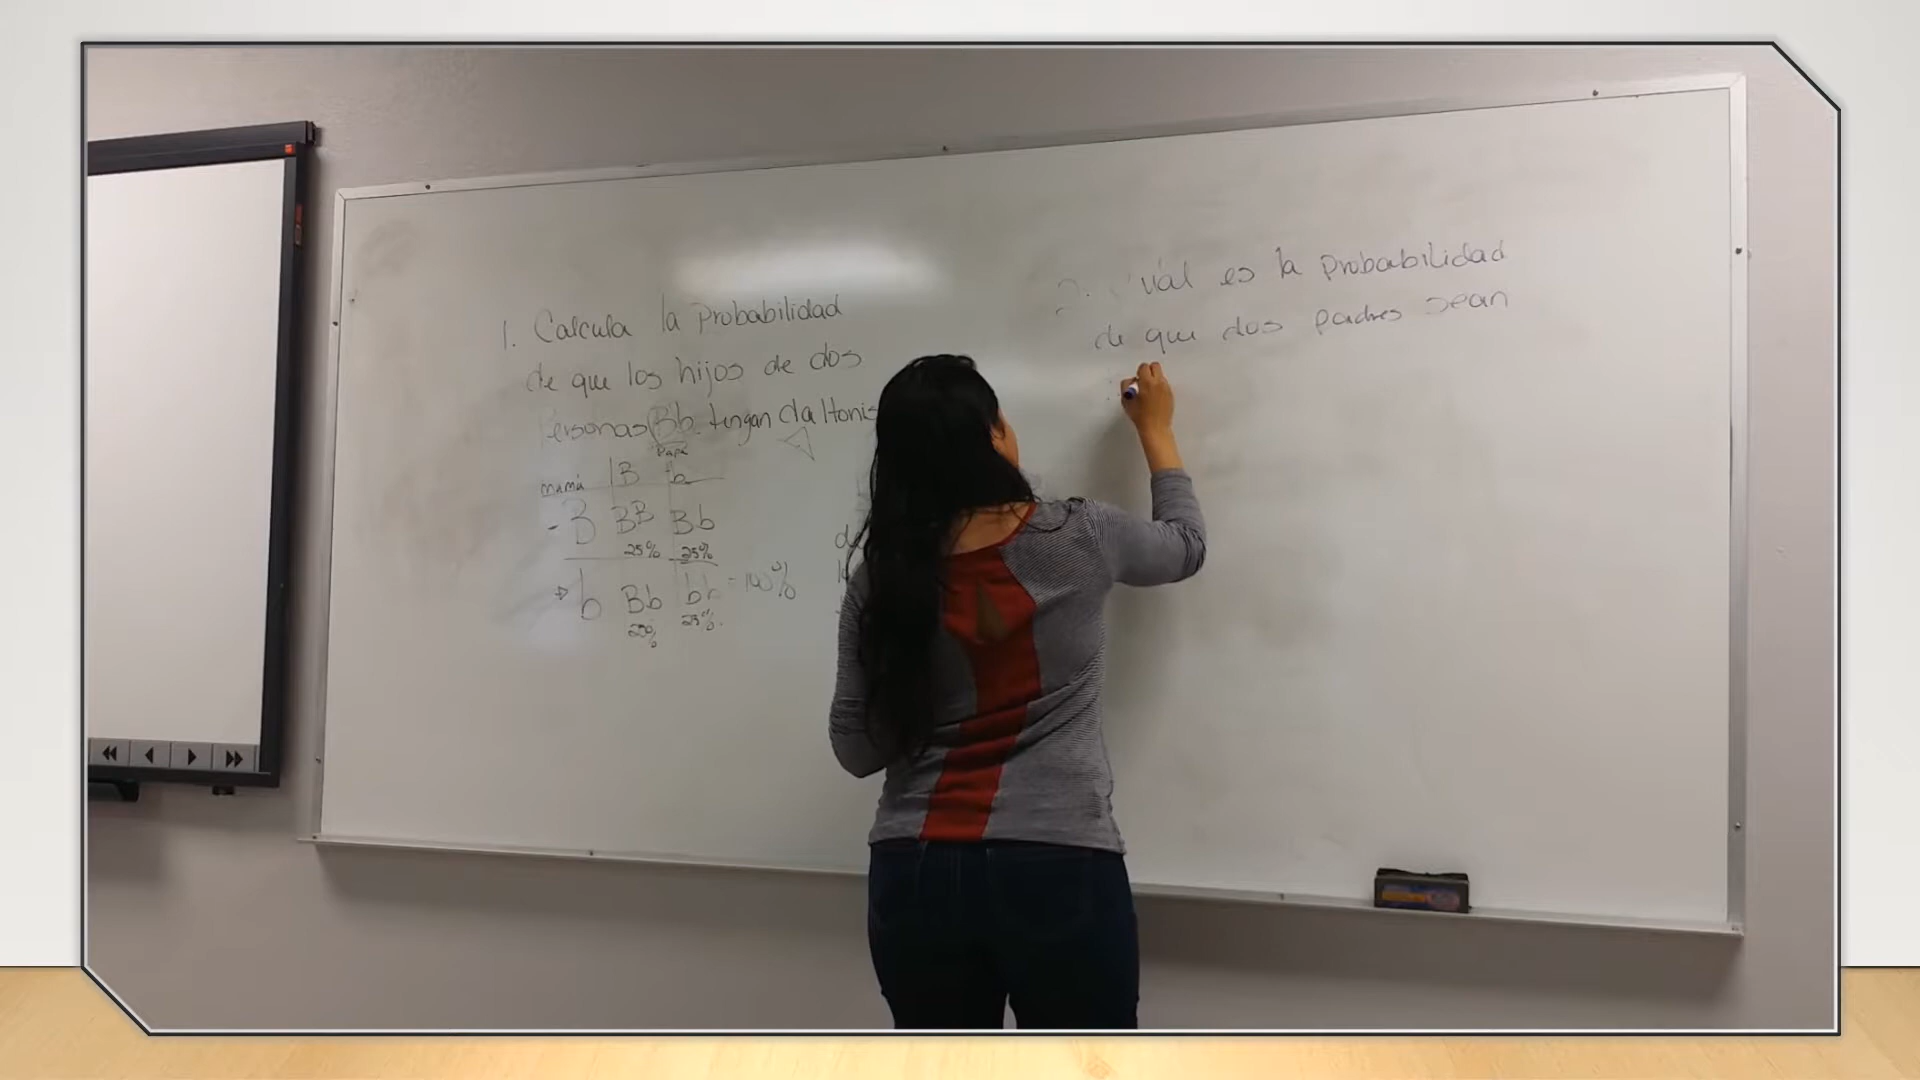 1. Calcula la probabilidad
de que los hijos de dos
Personas Bb tengan daltonis
Papá
mamá B b
B BB Bb
25% 25%
b Bb bb = 100%
25% 25%
2. Cuál es la probabilidad
de que dos padres sean